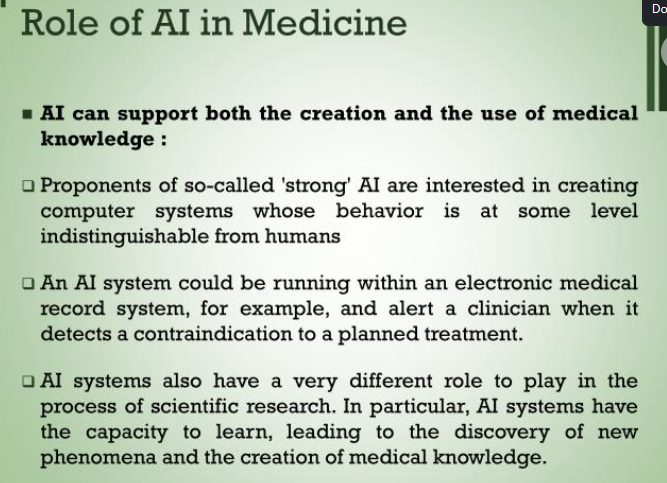 Role of AI in Medicine
Do
AI can support both the creation and the use of medical
knowledge :
Proponents of so-called 'strong' AI are interested in creating
computer systems whose behavior is at some level
indistinguishable from humans
An AI system could be running within an electronic medical
record system, for example, and alert a clinician when it
detects a contraindication to a planned treatment.
AI systems also have a very different role to play in the
process of scientific research. In particular, AI systems have
the capacity to learn, leading to the discovery of new
phenomena and the creation of medical knowledge.